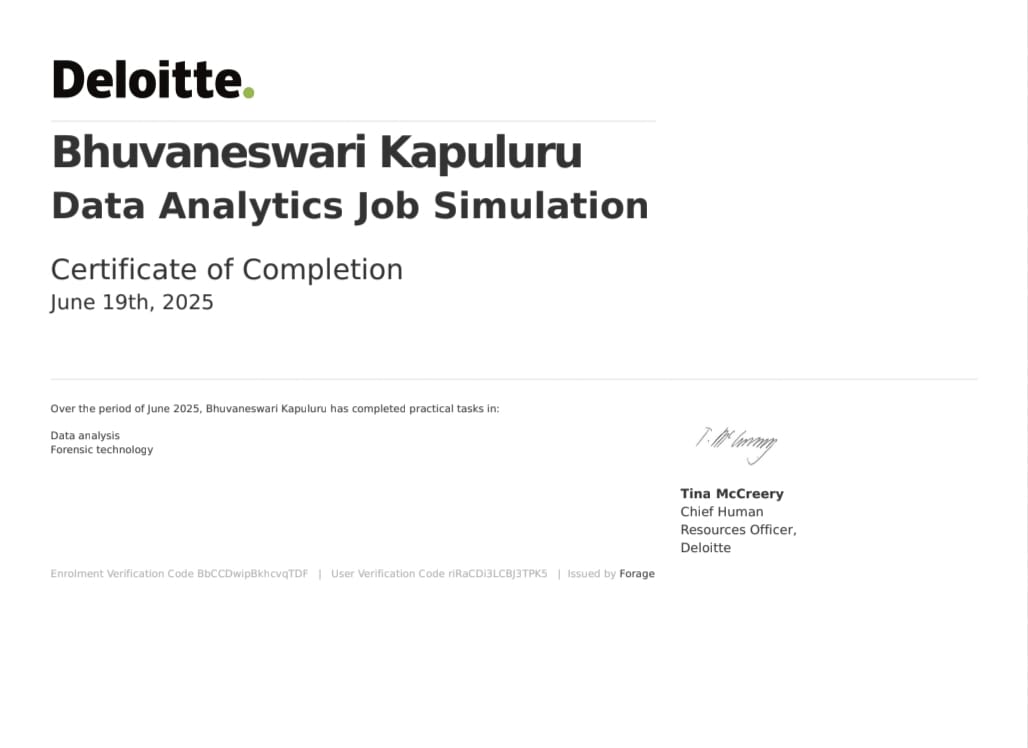 Deloitte.
Bhuvaneswari Kapuluru
Data Analytics Job Simulation
Certificate of Completion
June 19th, 2025
Over the period of June 2025, Bhuvaneswari Kapuluru has completed practical tasks in:
Data analysis
Forensic technology
T. McCreery
Tina McCreery
Chief Human
Resources Officer,
Deloitte
Enrolment Verification Code BbCCDwipBkhcvqTDF | User Verification Code riRaCDi3LCBJ3TPK5 | Issued by Forage